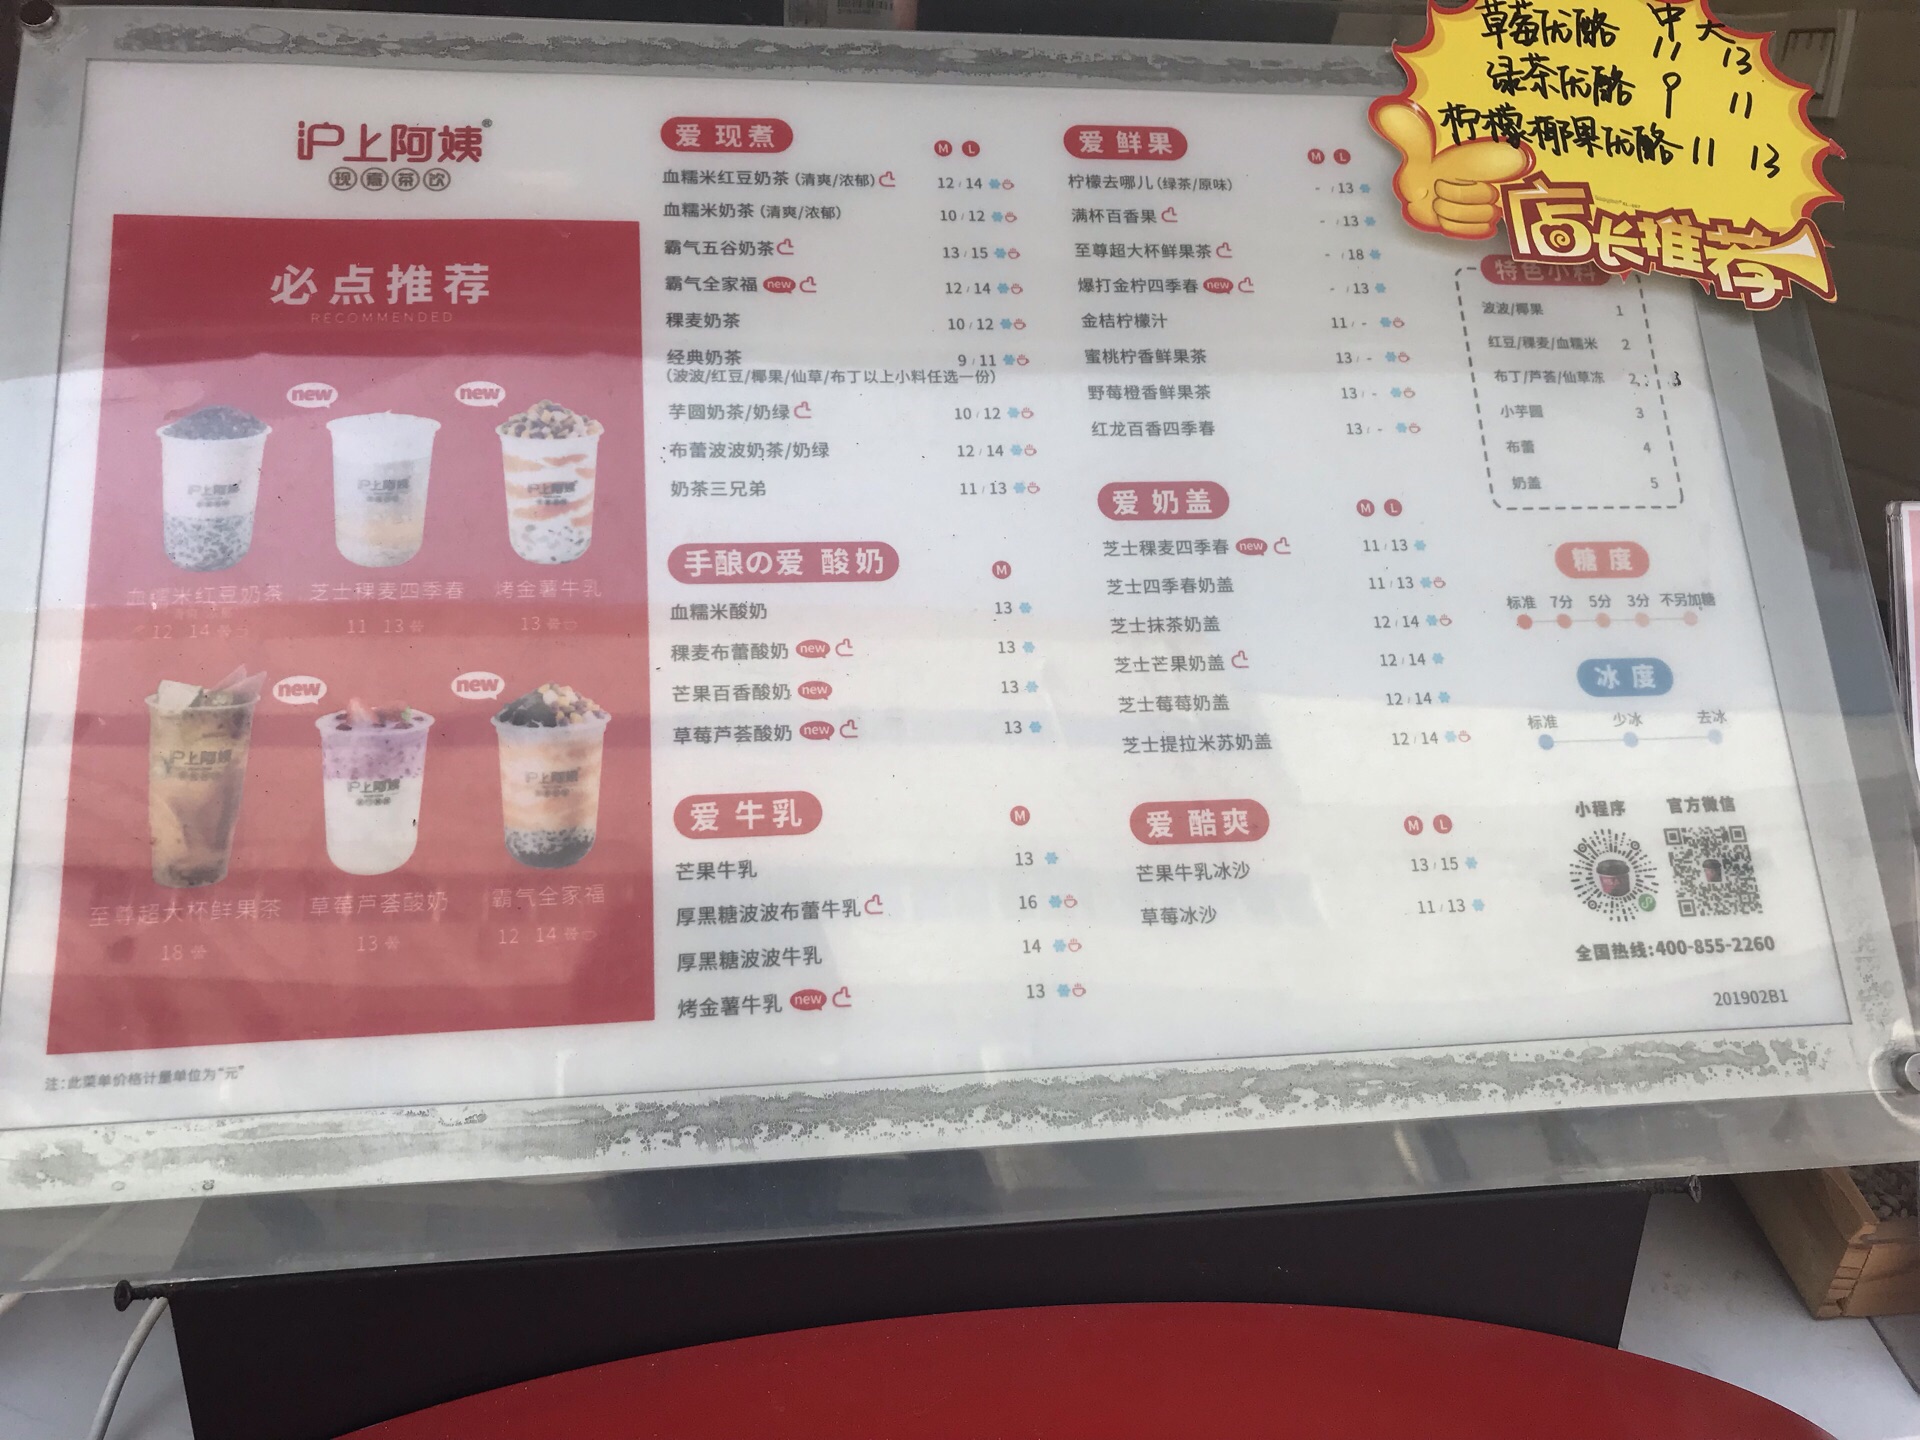 草莓优酪 中 11 大 13
绿茶优酪 9 11
柠檬椰果优酪 11 13
店长推荐
沪上阿姨®
现煮茶饮
必点推荐
RECOMMENDED
new
new
血糯米红豆奶茶
12 14
芝士稞麦四季春
11 13
烤金薯牛乳
13
new
new
至尊超大杯鲜果茶
18
草莓芦荟酸奶
13
霸气全家福
12 14
注:此菜单价格计量单位为"元"
爱 现煮 M L
血糯米红豆奶茶 (清爽/浓郁) 12/14
血糯米奶茶 (清爽/浓郁) 10/12
霸气五谷奶茶 13/15
霸气全家福 new 12/14
稞麦奶茶 10/12
经典奶茶 9/11
(波波/红豆/椰果/仙草/布丁以上小料任选一份)
芋圆奶茶/奶绿 10/12
布蕾波波奶茶/奶绿 12/14
奶茶三兄弟 11/13
手酿の爱 酸奶 M
血糯米酸奶 13
稞麦布蕾酸奶 new 13
芒果百香酸奶 new 13
草莓芦荟酸奶 new 13
爱 牛乳 M
芒果牛乳 13
厚黑糖波波布蕾牛乳 16
厚黑糖波波牛乳 14
烤金薯牛乳 new 13
爱 鲜果 M L
柠檬去哪儿 (绿茶/原味) - /13
满杯百香果 - /13
至尊超大杯鲜果茶 - /18
爆打金柠四季春 new - /13
金桔柠檬汁 11/ -
蜜桃柠香鲜果茶 13/ -
野莓橙香鲜果茶 13/ -
红龙百香四季春 13/ -
爱 奶盖 M L
芝士稞麦四季春 new 11/13
芝士四季春奶盖 11/13
芝士抹茶奶盖 12/14
芝士芒果奶盖 12/14
芝士莓莓奶盖 12/14
芝士提拉米苏奶盖 12/14
爱 酷爽 M L
芒果牛乳冰沙 13/15
草莓冰沙 11/13
特色小料
波波/椰果 1
红豆/稞麦/血糯米 2
布丁/芦荟/仙草冻 2
小芋圆 3
布蕾 4
奶盖 5
糖度
标准 7分 5分 3分 不另加糖
冰度
标准 少冰 去冰
小程序 官方微信
全国热线:400-855-2260
201902B1